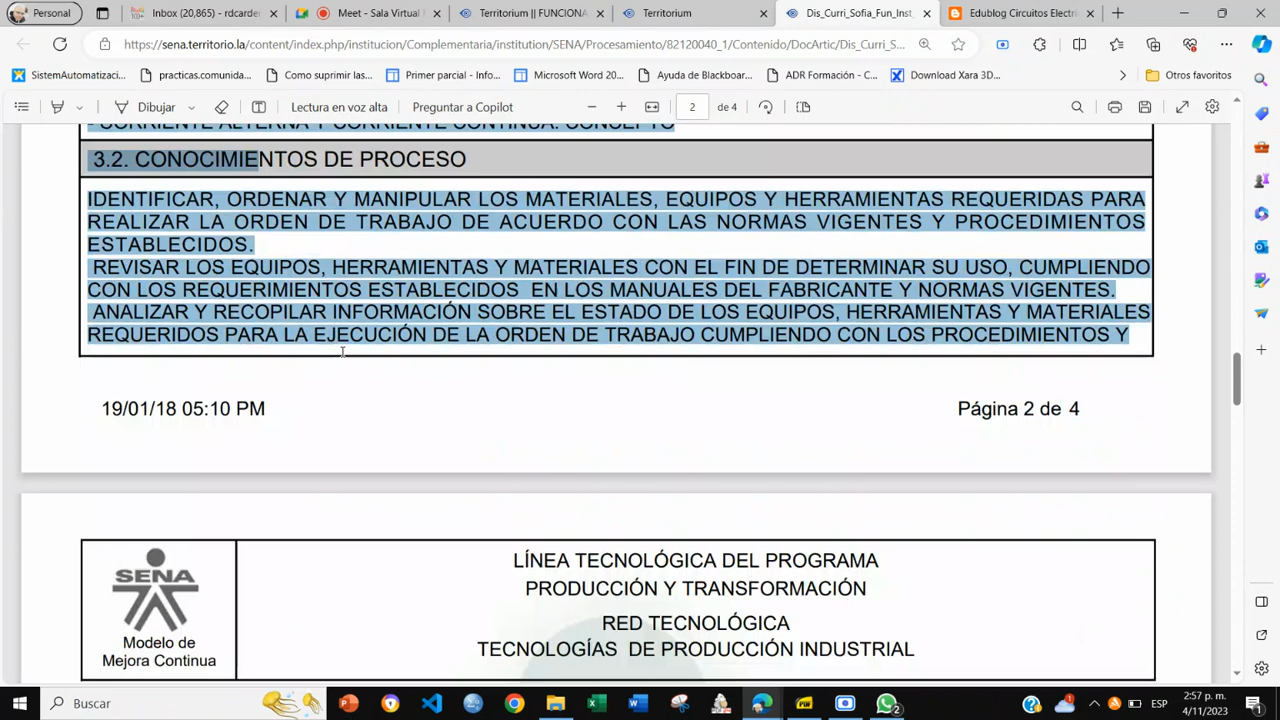 Personal
Inbox (20,865) - rdcarder
Meet - Sala Virtual M
Territorium || FUNCIONA
Territorium
Dis_Curri_Sofia_Fun_Inst_
Edublog Circuitos Electri
https://sena.territorio.la/content/index.php/institucion/Complementaria/institution/SENA/Procesamiento/82120040_1/Contenido/DocArtic/Dis_Curri_S...
SistemAutomatizaci...
practicas.comunida...
Como suprimir las...
Primer parcial - Info...
Microsoft Word 20...
Ayuda de Blackboar...
ADR Formación - C...
Download Xara 3D...
Otros favoritos
Dibujar
Lectura en voz alta
Preguntar a Copilot
2
de 4
- CORRIENTE ALTERNA Y CORRIENTE CONTINUA: CONCEPTO
3.2. CONOCIMIENTOS DE PROCESO
IDENTIFICAR, ORDENAR Y MANIPULAR LOS MATERIALES, EQUIPOS Y HERRAMIENTAS REQUERIDAS PARA
REALIZAR LA ORDEN DE TRABAJO DE ACUERDO CON LAS NORMAS VIGENTES Y PROCEDIMIENTOS
ESTABLECIDOS.
REVISAR LOS EQUIPOS, HERRAMIENTAS Y MATERIALES CON EL FIN DE DETERMINAR SU USO, CUMPLIENDO
CON LOS REQUERIMIENTOS ESTABLECIDOS EN LOS MANUALES DEL FABRICANTE Y NORMAS VIGENTES.
ANALIZAR Y RECOPILAR INFORMACIÓN SOBRE EL ESTADO DE LOS EQUIPOS, HERRAMIENTAS Y MATERIALES
REQUERIDOS PARA LA EJECUCIÓN DE LA ORDEN DE TRABAJO CUMPLIENDO CON LOS PROCEDIMIENTOS Y
19/01/18 05:10 PM
Página 2 de 4
SENA
Modelo de
Mejora Continua
LÍNEA TECNOLÓGICA DEL PROGRAMA
PRODUCCIÓN Y TRANSFORMACIÓN
RED TECNOLÓGICA
TECNOLOGÍAS DE PRODUCCIÓN INDUSTRIAL
Buscar
ESP
2:57 p. m.
4/11/2023